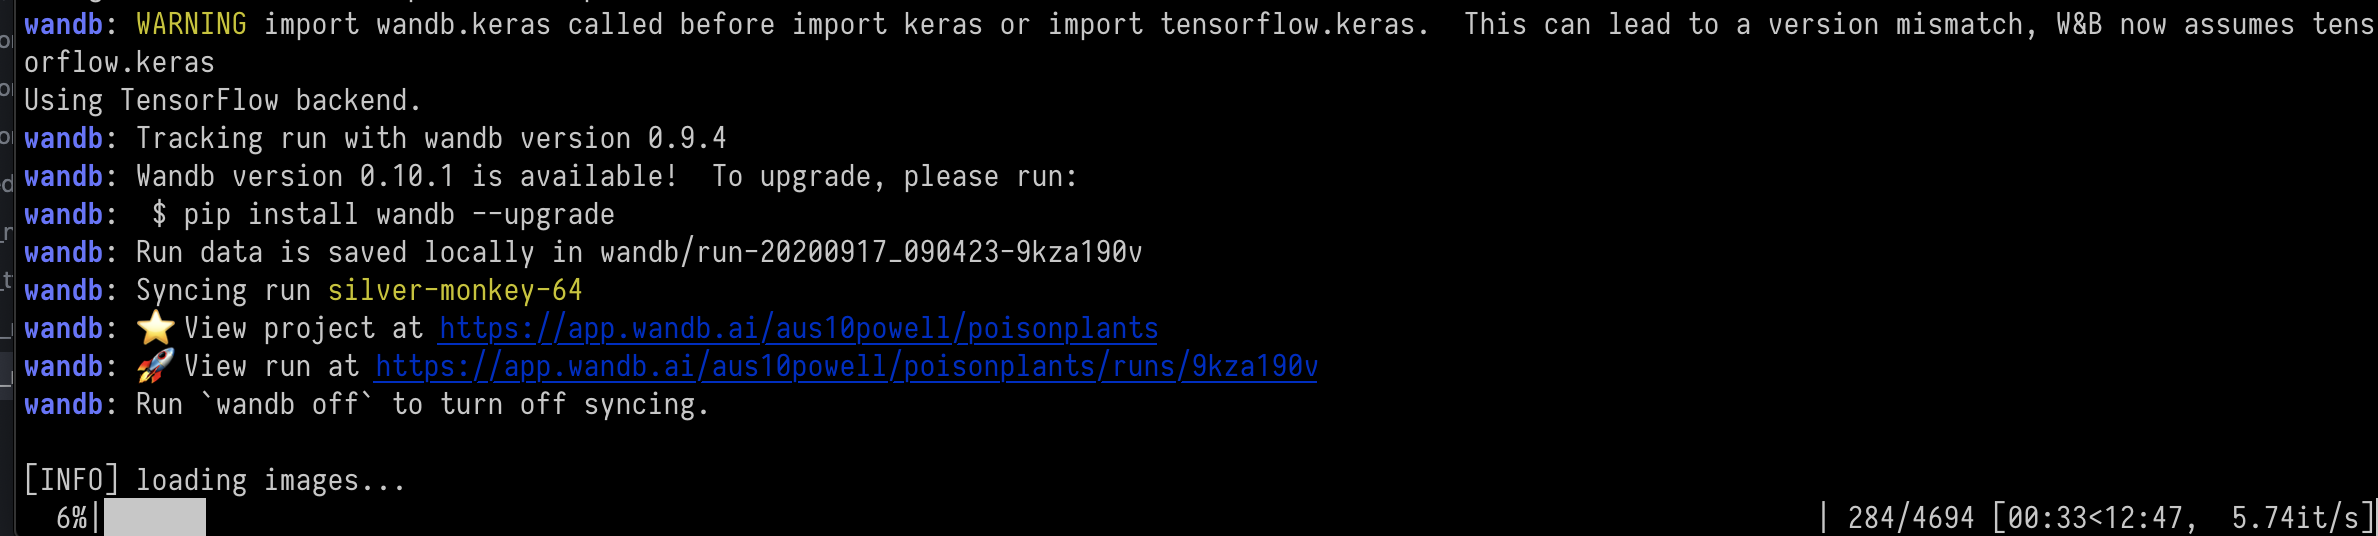 wandb: WARNING import wandb.keras called before import keras or import tensorflow.keras.  This can lead to a version mismatch, W&B now assumes tens
orflow.keras
Using TensorFlow backend.
wandb: Tracking run with wandb version 0.9.4
wandb: Wandb version 0.10.1 is available!  To upgrade, please run:
wandb:  $ pip install wandb --upgrade
wandb: Run data is saved locally in wandb/run-20200917_090423-9kza190v
wandb: Syncing run silver-monkey-64
wandb: ⭐ View project at https://app.wandb.ai/aus10powell/poisonplants
wandb: 🚀 View run at https://app.wandb.ai/aus10powell/poisonplants/runs/9kza190v
wandb: Run `wandb off` to turn off syncing.
[INFO] loading images...
6%| | 284/4694 [00:33<12:47,  5.74it/s]